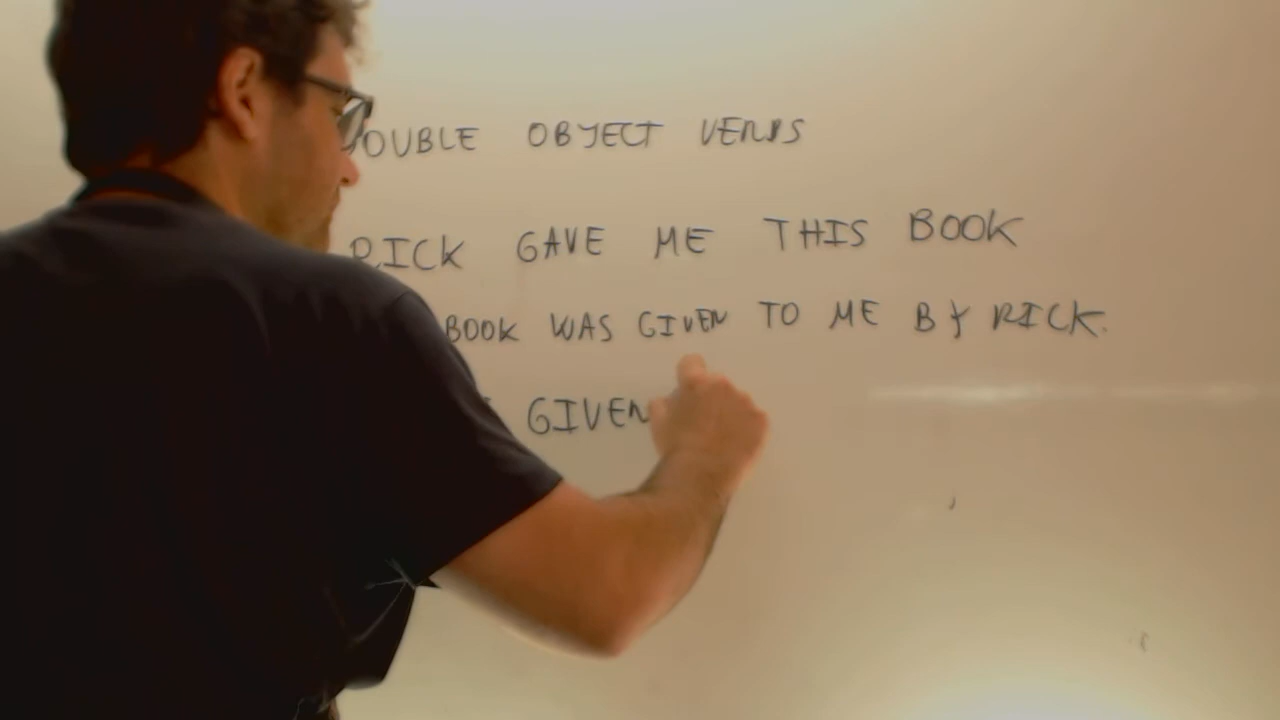 OUBLE OBJECT VERBS
RICK GAVE ME THIS BOOK
BOOK WAS GIVEN TO ME BY RICK.
GIVEN